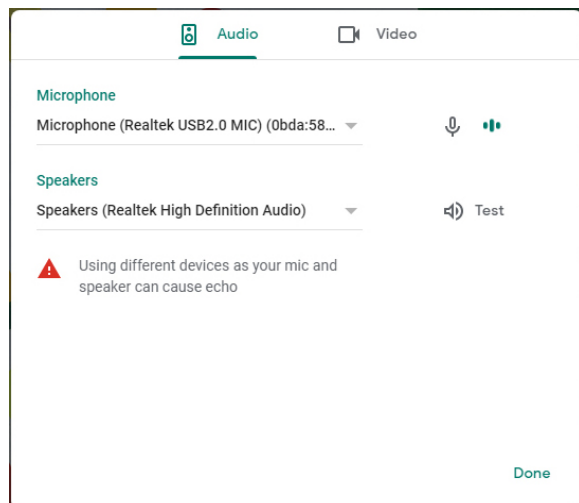 Audio
Video
Microphone
Microphone (Realtek USB2.0 MIC) (0bda:58...
Speakers
Speakers (Realtek High Definition Audio)
Test
Using different devices as your mic and
speaker can cause echo
Done